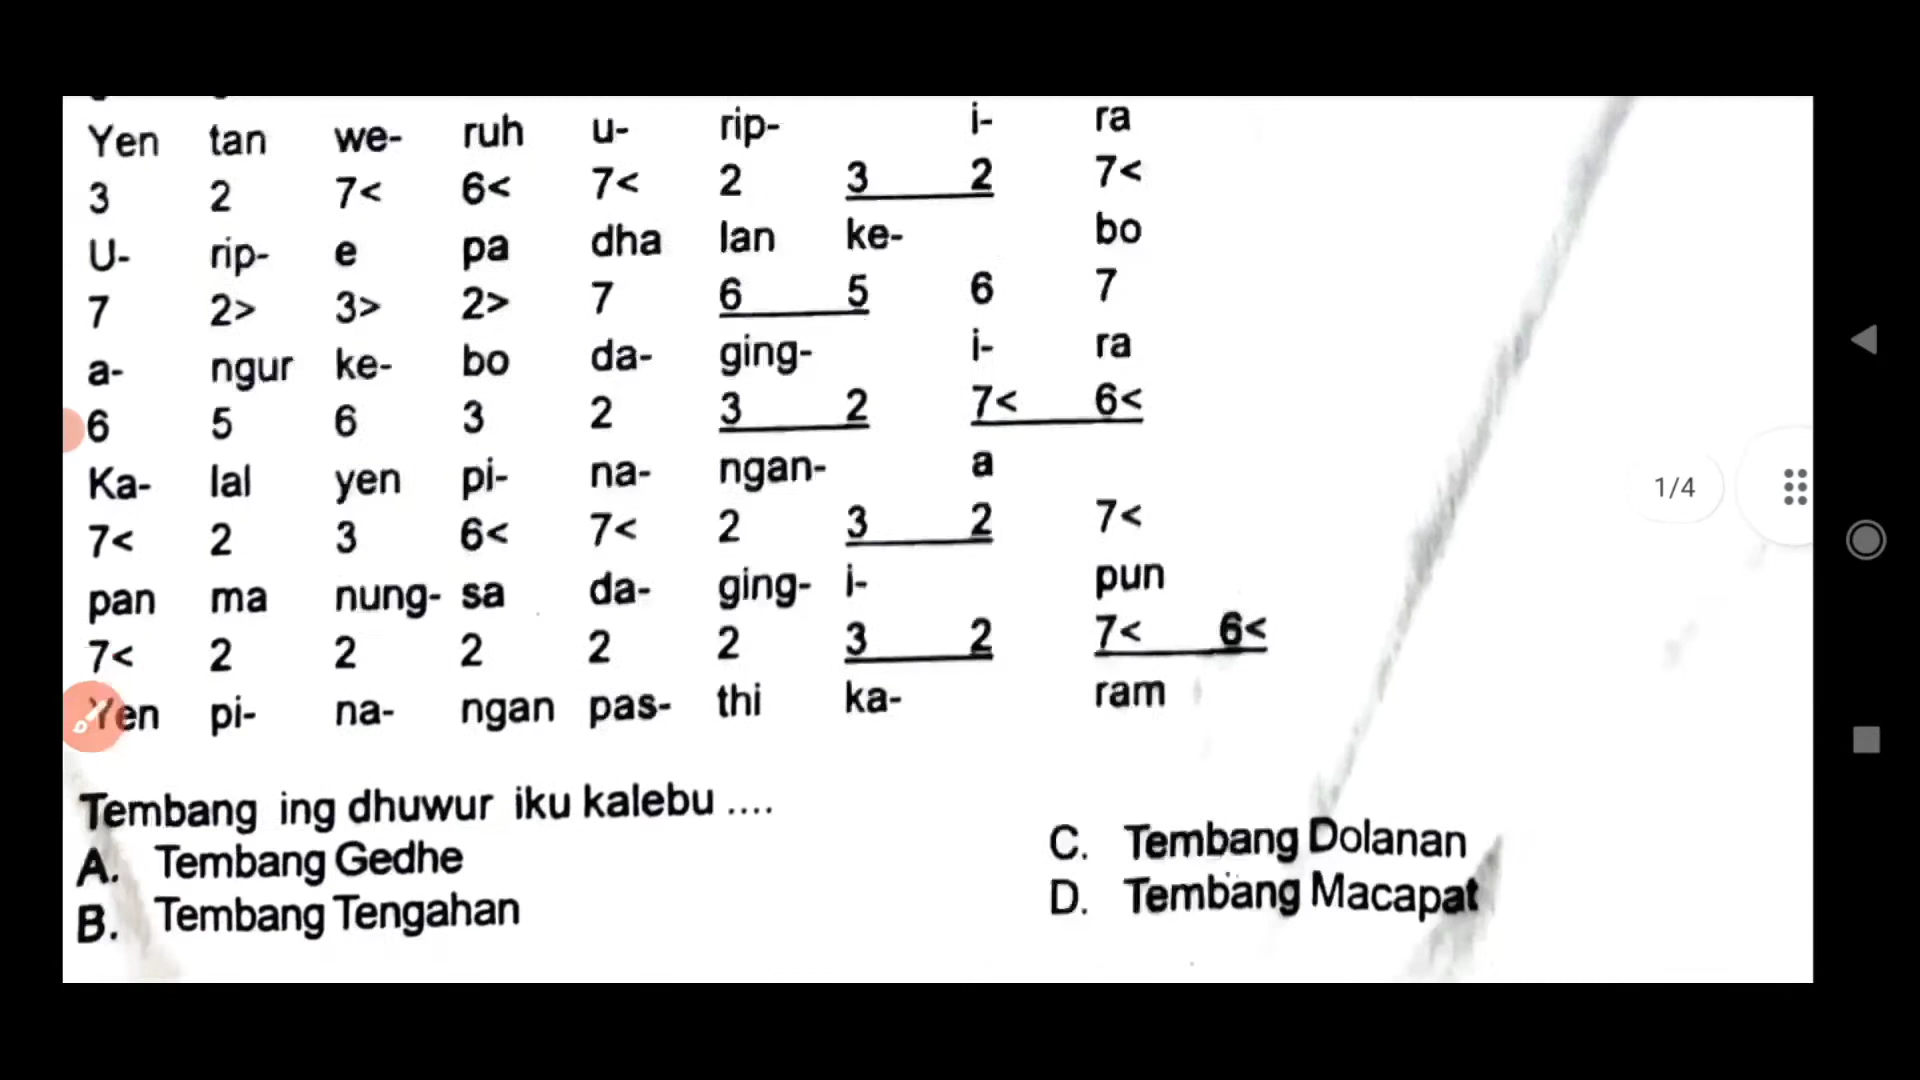 Yen tan we- ruh u- rip- i- ra
3 2 7< 6< 7< 2 3 2 7<
U- rip- e pa dha lan ke- bo
7 2> 3> 2> 7 6 5 6 7
a- ngur ke- bo da- ging- i- ra
6 5 6 3 2 3 2 7< 6<
Ka- lal yen pi- na- ngan- a
7< 2 3 6< 7< 2 3 2 7<
pan ma nung- sa da- ging- i- pun
7< 2 2 2 2 2 3 2 7< 6<
Yen pi- na- ngan pas- thi ka- ram
Tembang ing dhuwur iku kalebu ....
A. Tembang Gedhe
B. Tembang Tengahan
C. Tembang Dolanan
D. Tembang Macapat
1/4